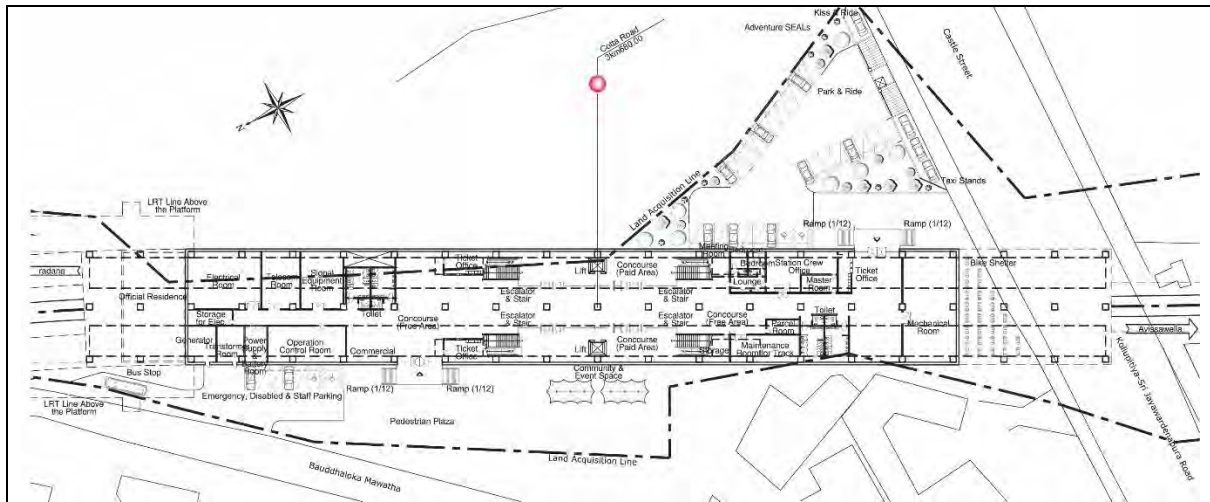 Kiss & Ride
Adventure SEALs
Castle Street
Cotta Road
3km680.00
Park & Ride
N
Land Acquisition Line
Taxi Stands
LRT Line Above
the Platform
Ramp (1/12)
Ramp (1/12)
Meeting
Room
Bedroom
Bedroom
Station Crew
Office
Ticket
Office
Lift
Concourse
(Paid Area)
Ticket
Office
Bike Shelter
radana
Electrical
Room
Telecom
Room
Signal
Equipment
Room
Lounge
Master
Room
Official Residence
Escalator
& Stair
Escalator
& Stair
Toilet
Storage
for Elec.
Concourse
(Free Area)
Escalator
& Stair
Escalator
& Stair
Concourse
(Free Area)
Parcel
Room
Toilet
Mechanical
Room
Avissawella
Generator
Transformer
Room
Power
Supply
Battery
Room
Operation
Control Room
Commercial
Ticket
Office
Lift
Concourse
(Paid Area)
Storage
Maintenance
Room for Track
Bus Stop
Ramp (1/12)
Ramp (1/12)
Community &
Event Space
LRT Line Above
the Platform
Emergency, Disabled & Staff Parking
Pedestrian Plaza
Land Acquisition Line
Bauddhaloka Mawatha
Kollupitiya-Sri Jayawardenapura Road